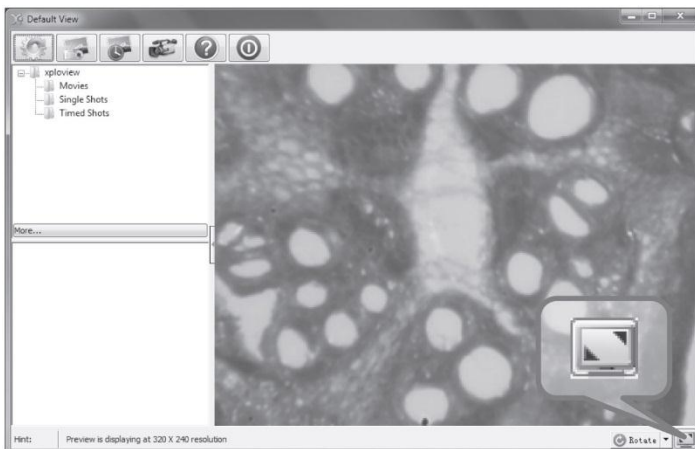 Default View
xploview
Movies
Single Shots
Timed Shots
More...
Hint: Preview is displaying at 320 X 240 resolution
Rotate